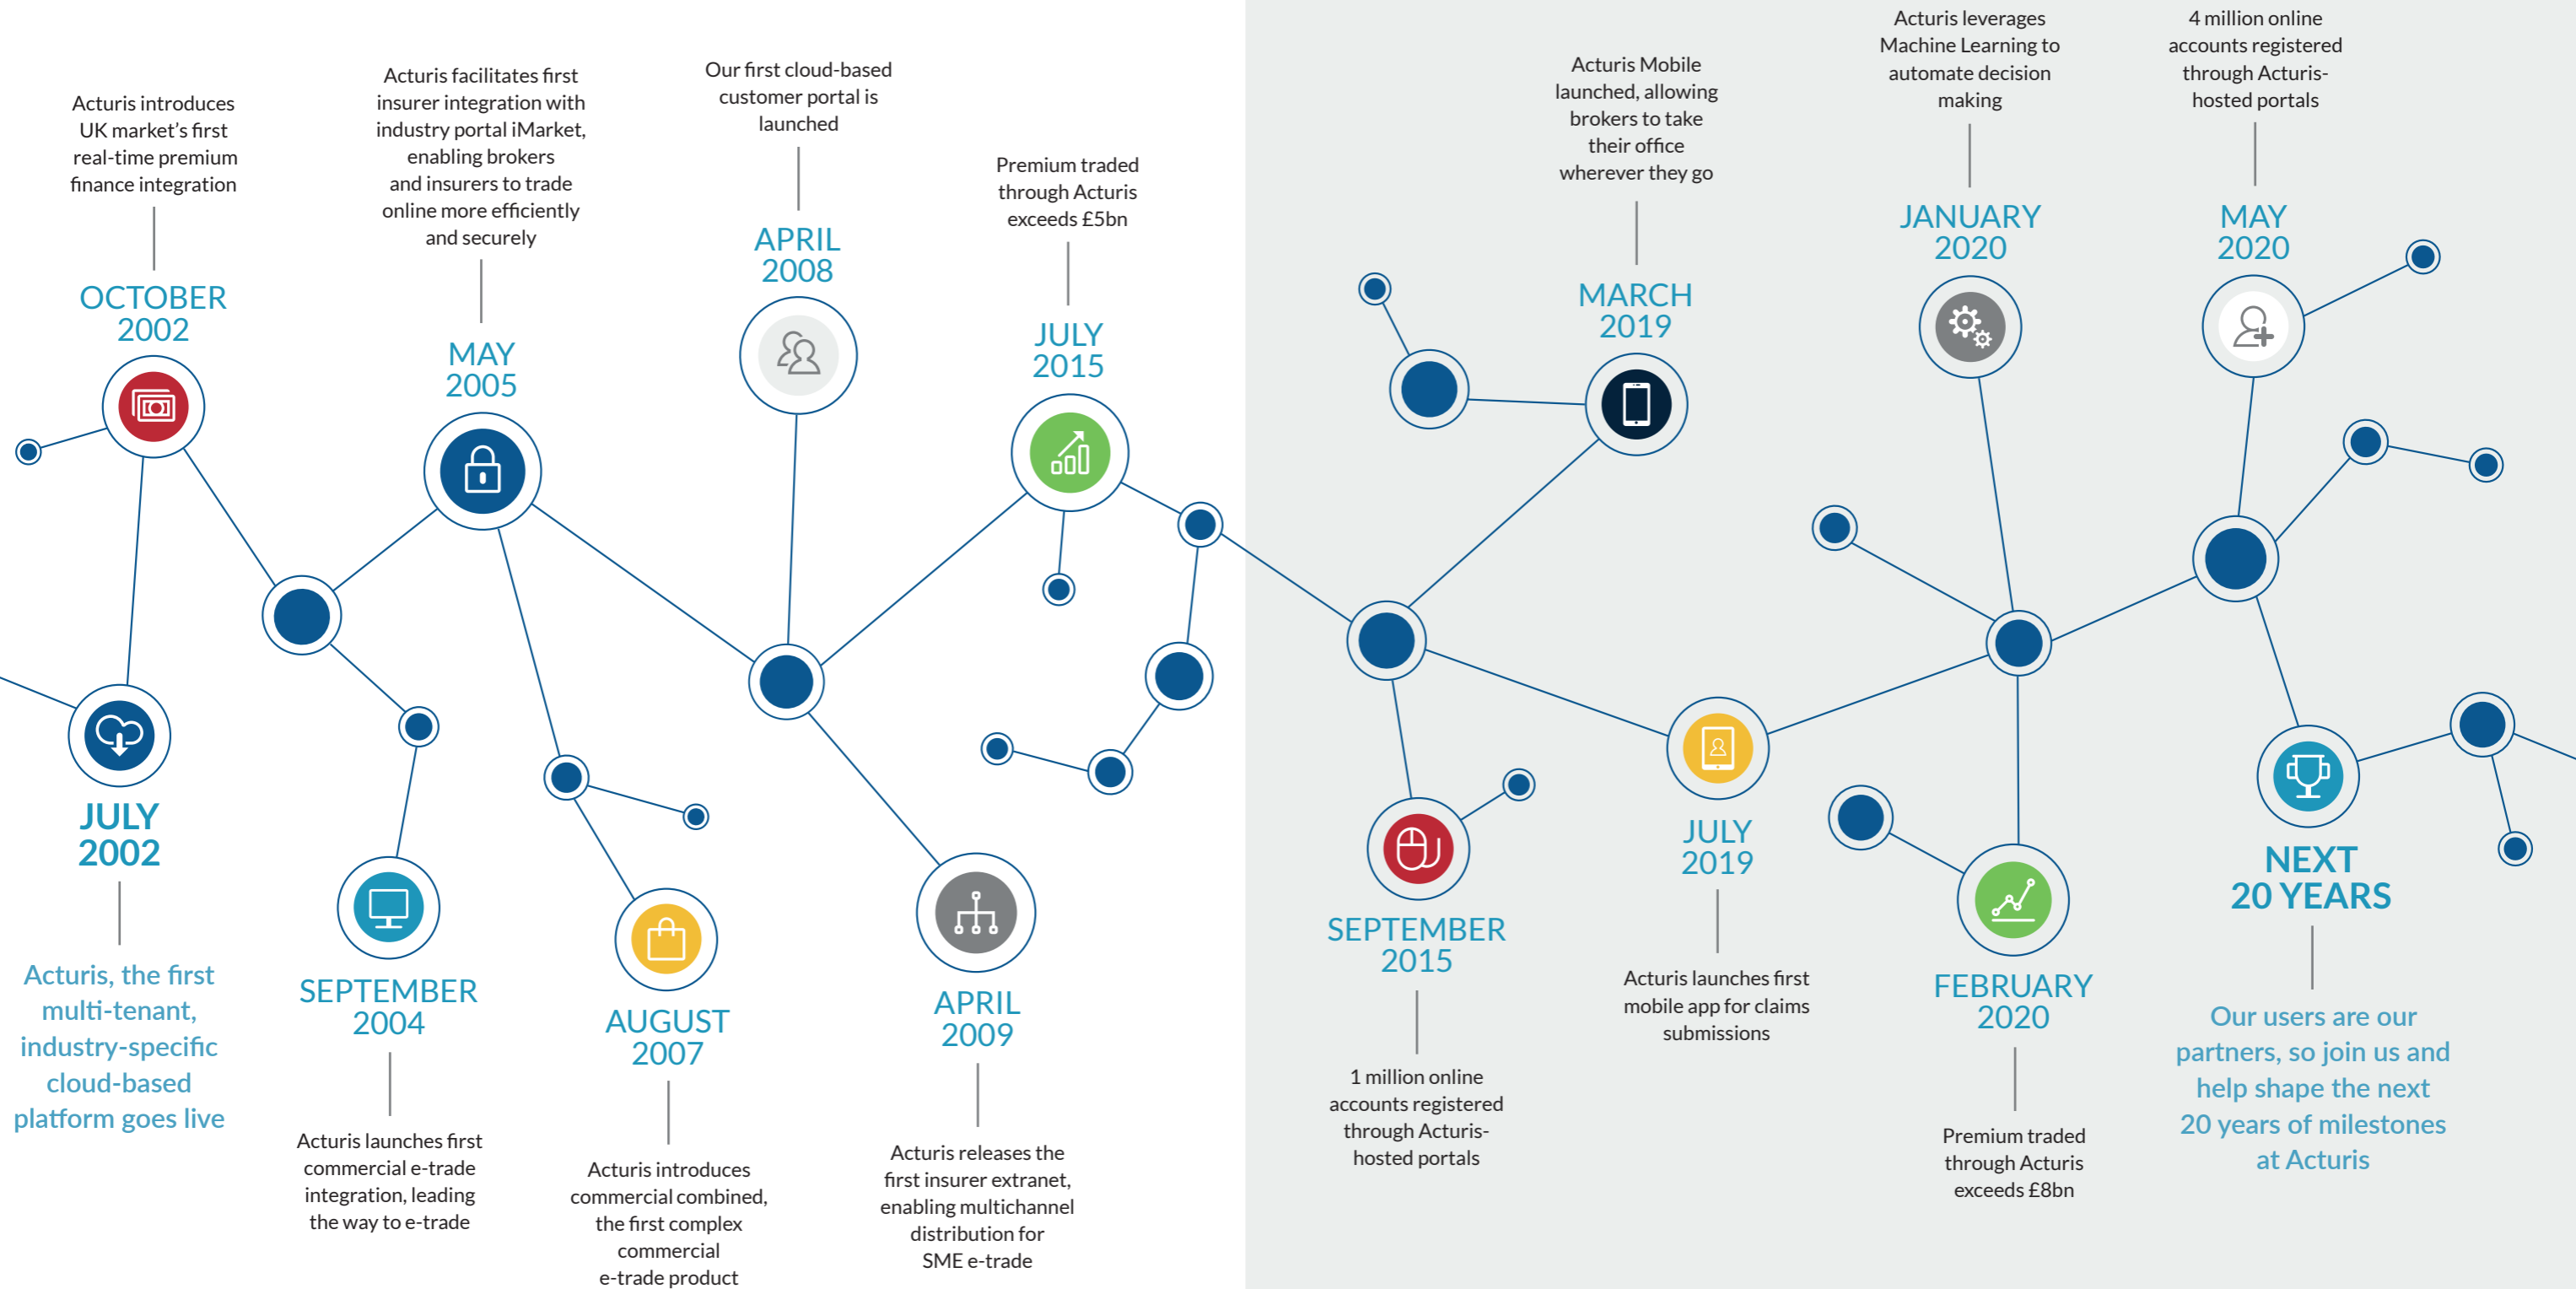 JULY
2002
Acturis, the first
multi-tenant,
industry-specific
cloud-based
platform goes live
Acturis introduces
UK market’s first
real-time premium
finance integration
OCTOBER
2002
SEPTEMBER
2004
Acturis launches first
commercial e-trade
integration, leading
the way to e-trade
Acturis facilitates first
insurer integration with
industry portal iMarket,
enabling brokers
and insurers to trade
online more efficiently
and securely
MAY
2005
AUGUST
2007
Acturis introduces
commercial combined,
the first complex
commercial
e-trade product
Our first cloud-based
customer portal is
launched
APRIL
2008
APRIL
2009
Acturis releases the
first insurer extranet,
enabling multichannel
distribution for
SME e-trade
Premium traded
through Acturis
exceeds £5bn
JULY
2015
SEPTEMBER
2015
1 million online
accounts registered
through Acturis-
hosted portals
Acturis Mobile
launched, allowing
brokers to take
their office
wherever they go
MARCH
2019
JULY
2019
Acturis launches first
mobile app for claims
submissions
Acturis leverages
Machine Learning to
automate decision
making
JANUARY
2020
FEBRUARY
2020
Premium traded
through Acturis
exceeds £8bn
4 million online
accounts registered
through Acturis-
hosted portals
MAY
2020
NEXT
20 YEARS
Our users are our
partners, so join us and
help shape the next
20 years of milestones
at Acturis